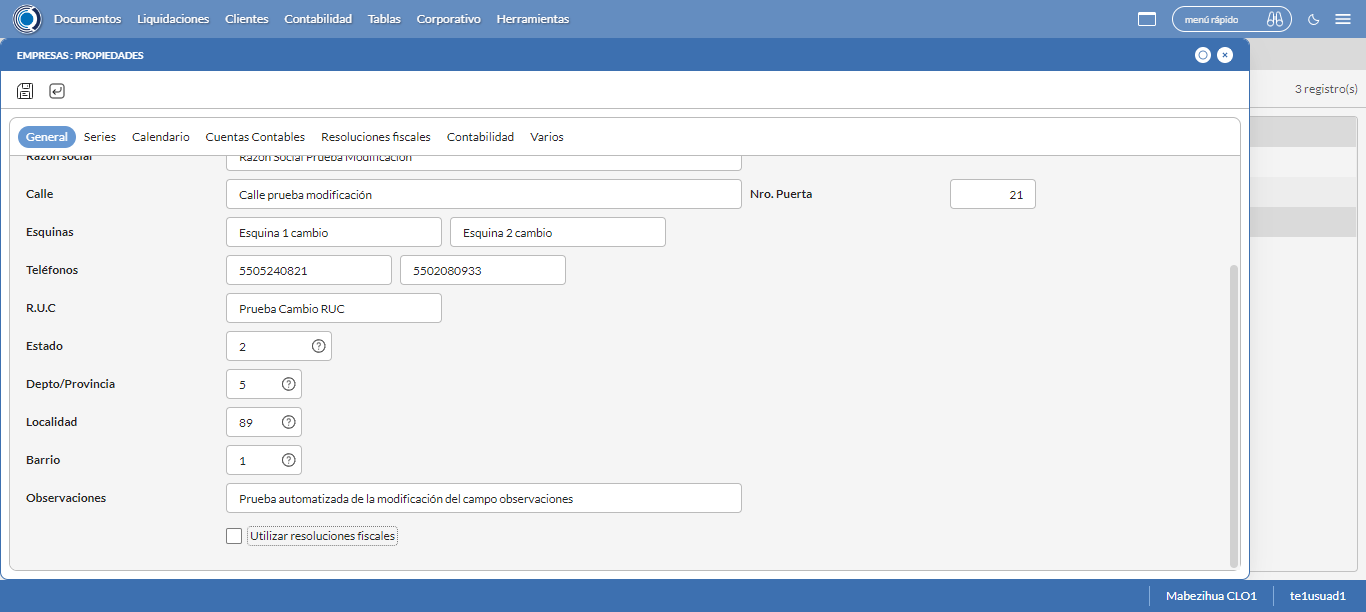 Documentos Liquidaciones Clientes Contabilidad Tablas Corporativo Herramientas menú rápido
EMPRESAS : PROPIEDADES
3 registro(s)
General Series Calendario Cuentas Contables Resoluciones fiscales Contabilidad Varios
Razón social Razón Social Prueba Modificación
Calle Calle prueba modificación Nro. Puerta 21
Esquinas Esquina 1 cambio Esquina 2 cambio
Teléfonos 5505240821 5502080933
R.U.C Prueba Cambio RUC
Estado 2
Depto/Provincia 5
Localidad 89
Barrio 1
Observaciones Prueba automatizada de la modificación del campo observaciones
Utilizar resoluciones fiscales
Mabezihua CLO1 te1usuad1